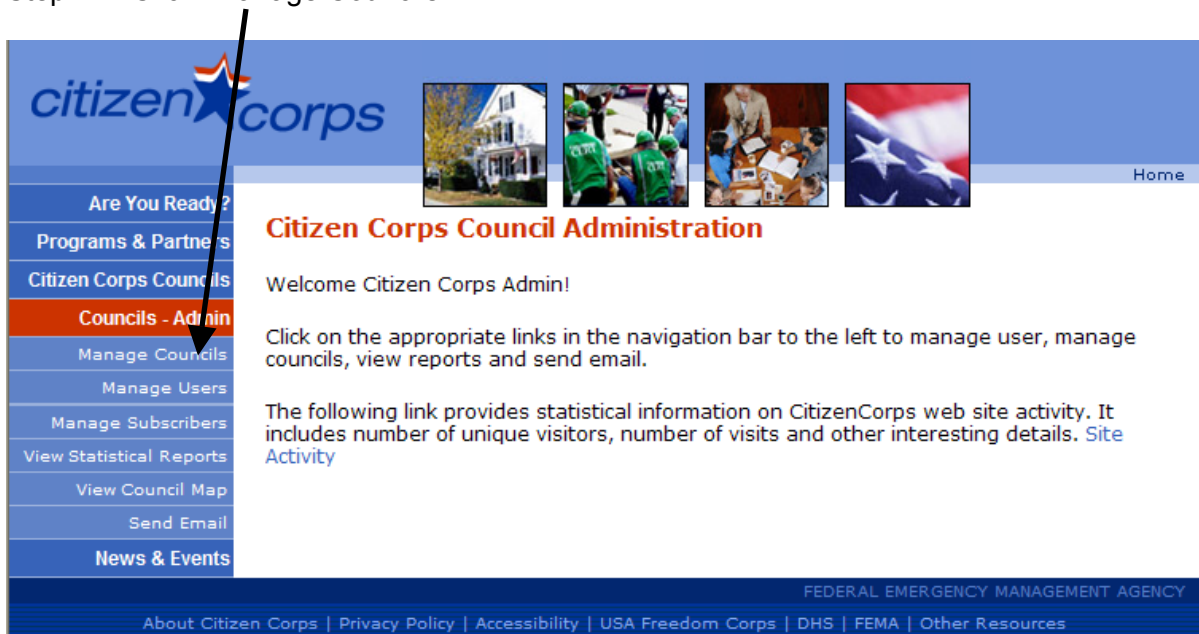 citizen corps
Home
Are You Ready?
Programs & Partners
Citizen Corps Councils
Councils - Admin
Manage Councils
Manage Users
Manage Subscribers
View Statistical Reports
View Council Map
Send Email
News & Events
Citizen Corps Council Administration
Welcome Citizen Corps Admin!
Click on the appropriate links in the navigation bar to the left to manage user, manage
councils, view reports and send email.
The following link provides statistical information on CitizenCorps web site activity. It
includes number of unique visitors, number of visits and other interesting details. Site
Activity
FEDERAL EMERGENCY MANAGEMENT AGENCY
About Citizen Corps | Privacy Policy | Accessibility | USA Freedom Corps | DHS | FEMA | Other Resources